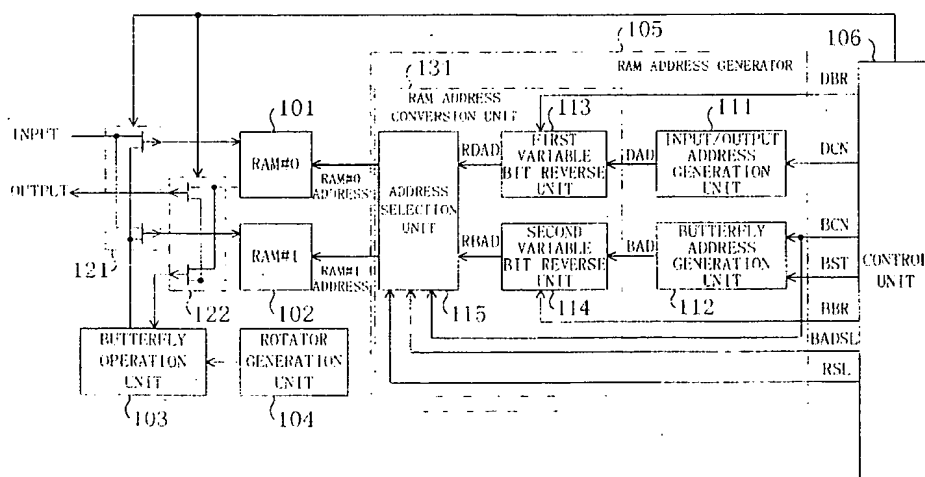 105
106
131
RAM ADDRESS GENERATOR
DBR
RAM ADDRESS
CONVERSION UNIT
101
113
111
INPUT
RAM#0
FIRST
VARIABLE
BIT REVERSE
UNIT
INPUT/OUTPUT
ADDRESS
GENERATION
UNIT
RDAD
DAD
DCN
OUTPUT
RAM#0
ADDRESS
ADDRESS
SELECTION
UNIT
RAM#1
SECOND
VARIABLE
BIT REVERSE
UNIT
BUTTERFLY
ADDRESS
GENERATION
UNIT
RBAD
BAD
BCN
BST
CONTROL
UNIT
RAM#1
ADDRESS
121
122
102
115
114
112
BBR
BUTTERFLY
OPERATION
UNIT
ROTATOR
GENERATION
UNIT
BADSL
RSL
103
104